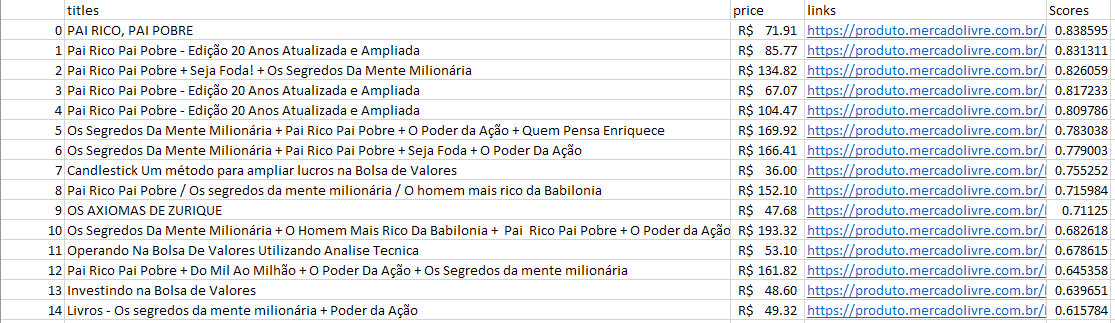 titles price links Scores
0 PAI RICO, PAI POBRE R$ 71.91 https://produto.mercadolivre.com.br/ 0.838595
1 Pai Rico Pai Pobre - Edição 20 Anos Atualizada e Ampliada R$ 85.77 https://produto.mercadolivre.com.br/ 0.831311
2 Pai Rico Pai Pobre + Seja Foda! + Os Segredos Da Mente Milionária R$ 134.82 https://produto.mercadolivre.com.br/ 0.826059
3 Pai Rico Pai Pobre - Edição 20 Anos Atualizada e Ampliada R$ 67.07 https://produto.mercadolivre.com.br/ 0.817233
4 Pai Rico Pai Pobre - Edição 20 Anos Atualizada e Ampliada R$ 104.47 https://produto.mercadolivre.com.br/ 0.809786
5 Os Segredos Da Mente Milionária + Pai Rico Pai Pobre + O Poder da Ação + Quem Pensa Enriquece R$ 169.92 https://produto.mercadolivre.com.br/ 0.783038
6 Os Segredos Da Mente Milionária + Pai Rico Pai Pobre + Seja Foda + O Poder Da Ação R$ 166.41 https://produto.mercadolivre.com.br/ 0.779003
7 Candlestick Um método para ampliar lucros na Bolsa de Valores R$ 36.00 https://produto.mercadolivre.com.br/ 0.755252
8 Pai Rico Pai Pobre / Os segredos da mente milionária / O homem mais rico da Babilonia R$ 152.10 https://produto.mercadolivre.com.br/ 0.715984
9 OS AXIOMAS DE ZURIQUE R$ 47.68 https://produto.mercadolivre.com.br/ 0.71125
10 Os Segredos Da Mente Milionária + O Homem Mais Rico Da Babilonia + Pai Rico Pai Pobre + O Poder da Ação R$ 193.32 https://produto.mercadolivre.com.br/ 0.682618
11 Operando Na Bolsa De Valores Utilizando Analise Tecnica R$ 53.10 https://produto.mercadolivre.com.br/ 0.678615
12 Pai Rico Pai Pobre + Do Mil Ao Milhão + O Poder Da Ação + Os Segredos da mente milionária R$ 161.82 https://produto.mercadolivre.com.br/ 0.645358
13 Investindo na Bolsa de Valores R$ 48.60 https://produto.mercadolivre.com.br/ 0.639651
14 Livros - Os segredos da mente milionária + Poder da Ação R$ 49.32 https://produto.mercadolivre.com.br/ 0.615784